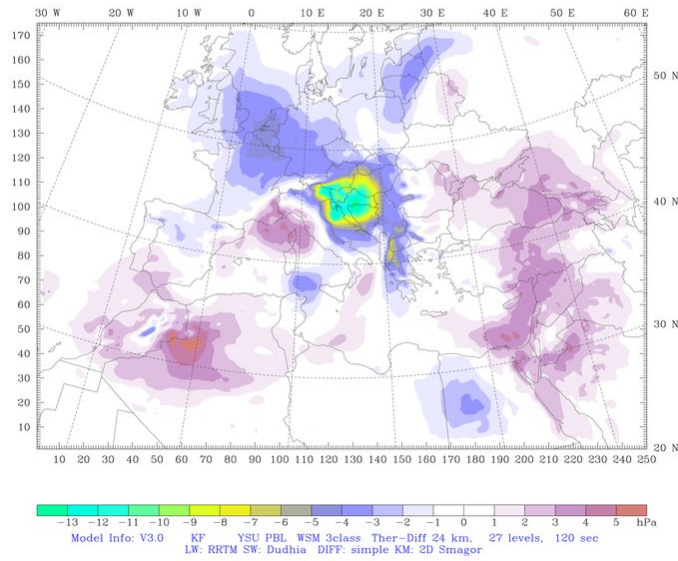 30 W 20 W 10 W 0 10 E 20 E 30 E 40 E 50 E 60 E
170
160
50 N
150
140
130
120
110
40 N
100
90
80
70
30 N
60
50
40
30
20
10
20 N
10 20 30 40 50 60 70 80 90 100 110 120 130 140 150 160 170 180 190 200 210 220 230 240 250
−13 −12 −11 −10 −9 −8 −7 −6 −5 −4 −3 −2 −1 0 1 2 3 4 5 hPa
Model Info: V3.0 KF YSU PBL WSM 3class Ther−Diff 24 km, 27 levels, 120 sec
LW: RRTM SW: Dudhia DIFF: simple KM: 2D Smagor